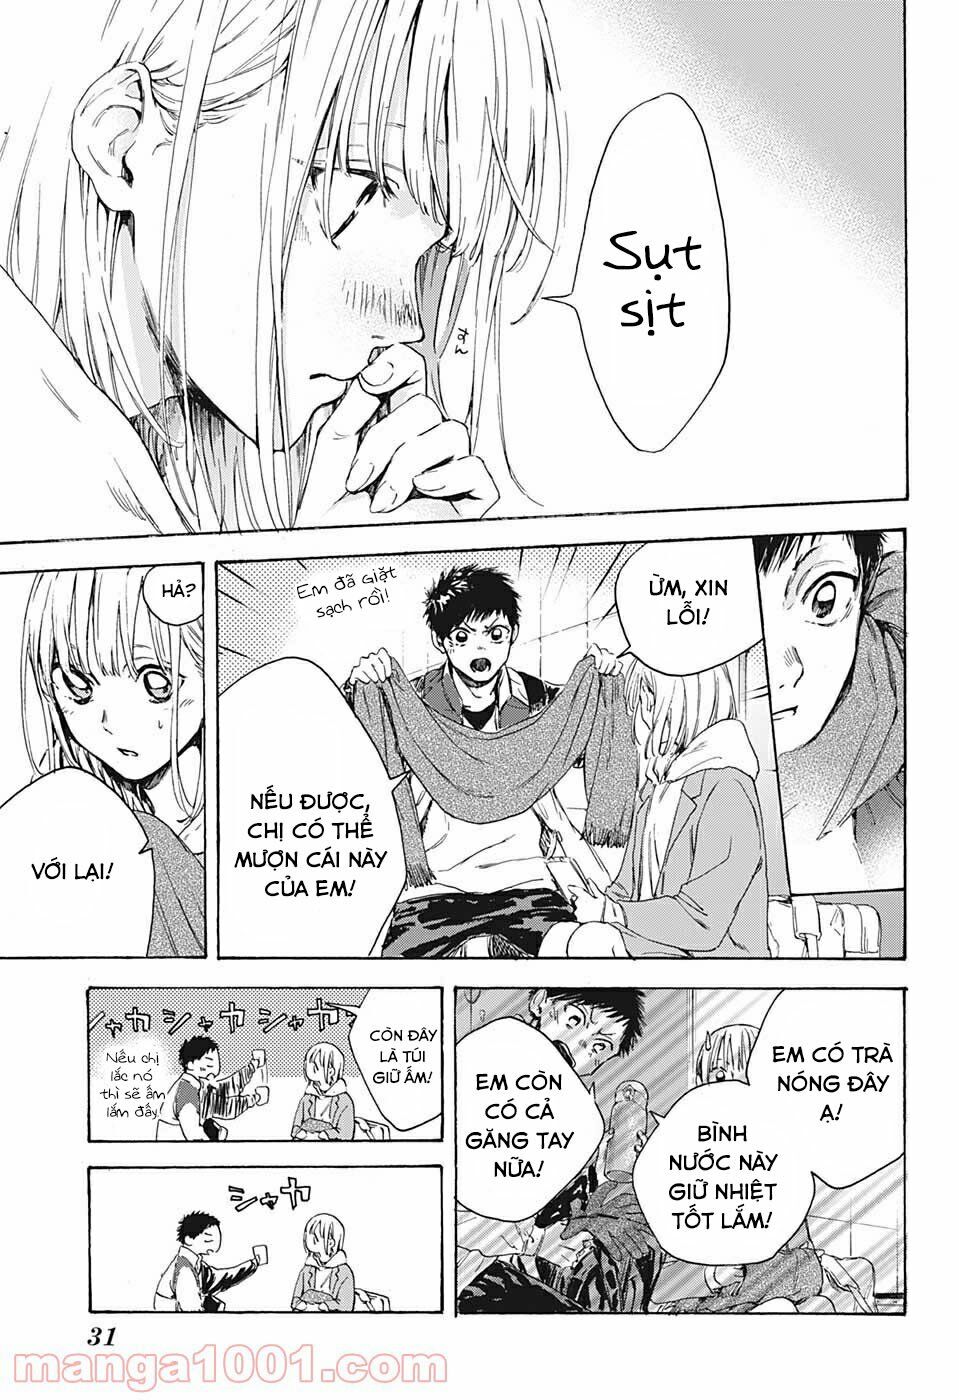 Sụt
sịt
すん
ỪM, XIN
LỖI!
Em đã giặt
sạch rồi!
NẾU ĐƯỢC,
CHỊ CÓ THỂ
MƯỢN CÁI NÀY
CỦA EM!
HẢ?
VỚI LẠI!
EM CÓ TRÀ
NÓNG ĐÂY
Ạ!
BÌNH
NƯỚC NÀY
GIỮ NHIỆT
TỐT LẮM!
EM CÒN
CÓ CẢ
GĂNG TAY
NỮA!
CÒN ĐÂY
LÀ TÚI
GIỮ ẤM!
シャカ シャカ シャカ
Nếu chị
lắc nó
thì sẽ ấm
lắm đấy!
シャカ
31
manga1001.com